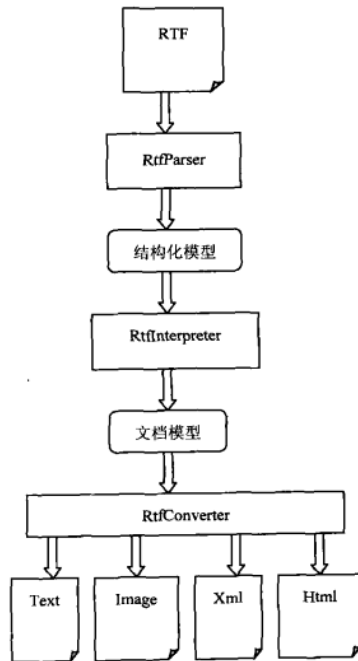 RTF
RtfParser
结构化模型
RtfInterpreter
文档模型
RtfConverter
Text
Image
Xml
Html